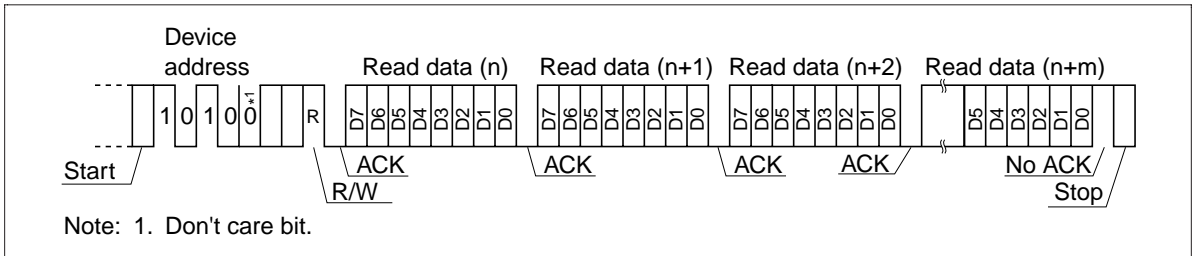 Device
address
Read data (n) Read data (n+1) Read data (n+2) Read data (n+m)
1 0 1 0 0 *1 R D7 D6 D5 D4 D3 D2 D1 D0 D7 D6 D5 D4 D3 D2 D1 D0 D7 D6 D5 D4 D3 D2 D1 D0 D5 D4 D3 D2 D1 D0
Start ACK ACK ACK ACK No ACK
R/W Stop
Note: 1. Don't care bit.